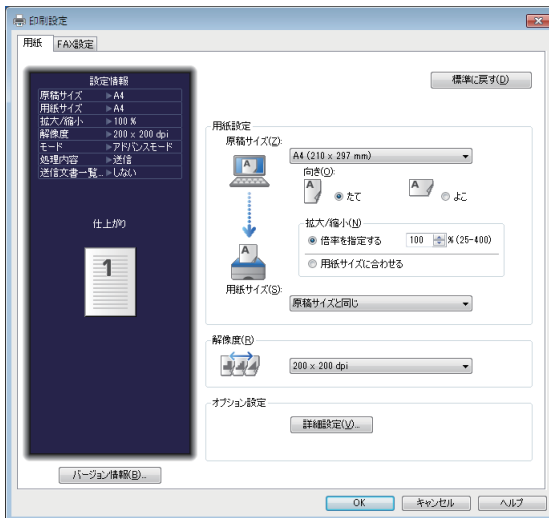 印刷設定
用紙 FAX設定
設定情報
原稿サイズ ▶A4
用紙サイズ ▶A4
拡大/縮小 ▶100 %
解像度 ▶200 x 200 dpi
モード ▶アドバンスモード
処理内容 ▶送信
送信文書一覧... ▶しない
仕上がり
1
バージョン情報(B)...
標準に戻す(D)
用紙設定
原稿サイズ(Z):
A4 (210 x 297 mm)
向き(O):
A たて A よこ
拡大/縮小(N)
倍率を指定する 100 % (25-400)
用紙サイズに合わせる
用紙サイズ(S):
原稿サイズと同じ
解像度(R)
200 x 200 dpi
オプション設定
詳細設定(V)...
OK キャンセル ヘルプ